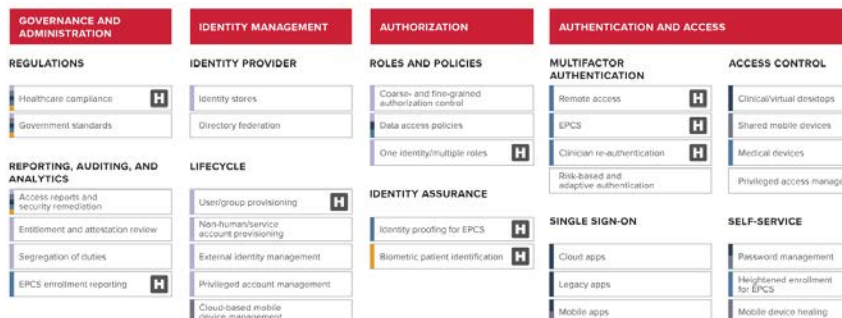 GOVERNANCE AND
ADMINISTRATION
REGULATIONS
Healthcare compliance H
Government standards
REPORTING, AUDITING, AND
ANALYTICS
Access reports and
security remediation
Entitlement and attestation review
Segregation of duties
EPCS enrollment reporting H
IDENTITY MANAGEMENT
IDENTITY PROVIDER
Identity stores
Directory federation
LIFECYCLE
User/group provisioning H
Non-human/service
account provisioning
External identity management
Privileged account management
Cloud-based mobile
device management
AUTHORIZATION
ROLES AND POLICIES
Coarse- and fine-grained
authorization control
Data access policies
One identity/multiple roles H
IDENTITY ASSURANCE
Identity proofing for EPCS H
Biometric patient identification H
AUTHENTICATION AND ACCESS
MULTIFACTOR
AUTHENTICATION
Remote access H
EPCS H
Clinician re-authentication H
Risk-based and
adaptive authentication
SINGLE SIGN-ON
Cloud apps
Legacy apps
Mobile apps
ACCESS CONTROL
Clinical/virtual desktops
Shared mobile devices
Medical devices
Privileged access manage
SELF-SERVICE
Password management
Heightened enrollment
for EPCS
Mobile device healing